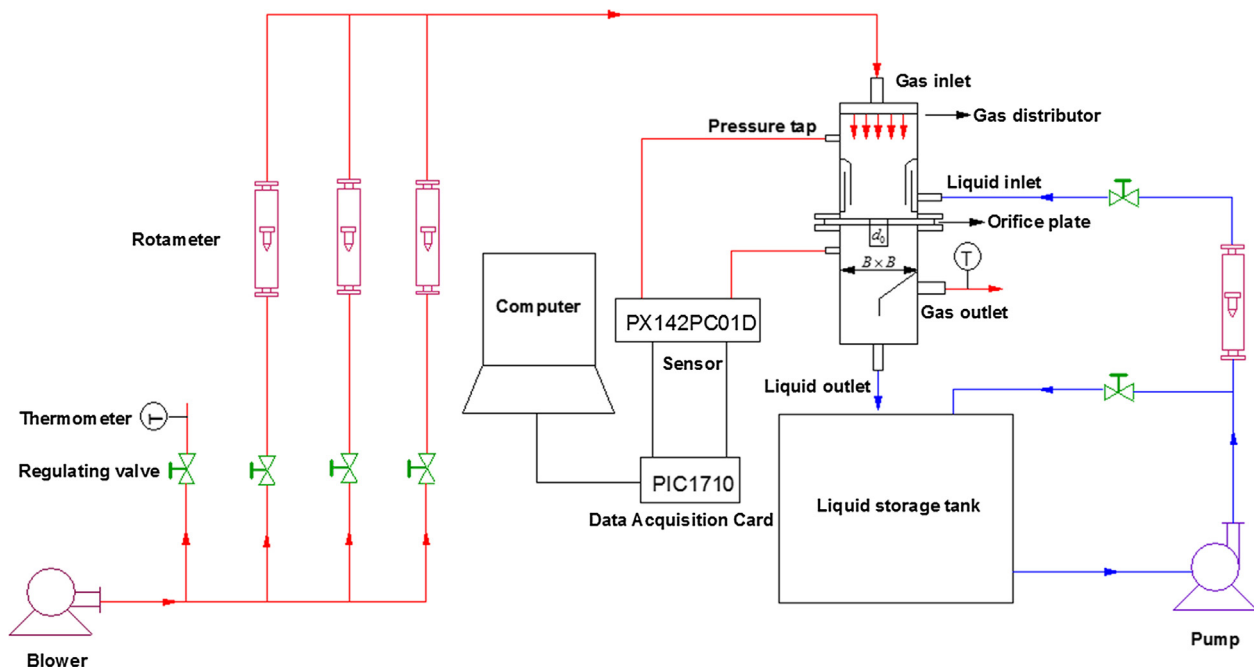 Gas inlet
Gas distributor
Pressure tap
Liquid inlet
Orifice plate
d₀
Rotameter
B × B
T
Gas outlet
Computer
PX142PC01D
Sensor
Liquid outlet
Thermometer
T
Regulating valve
PIC1710
Data Acquisition Card
Liquid storage tank
Pump
Blower